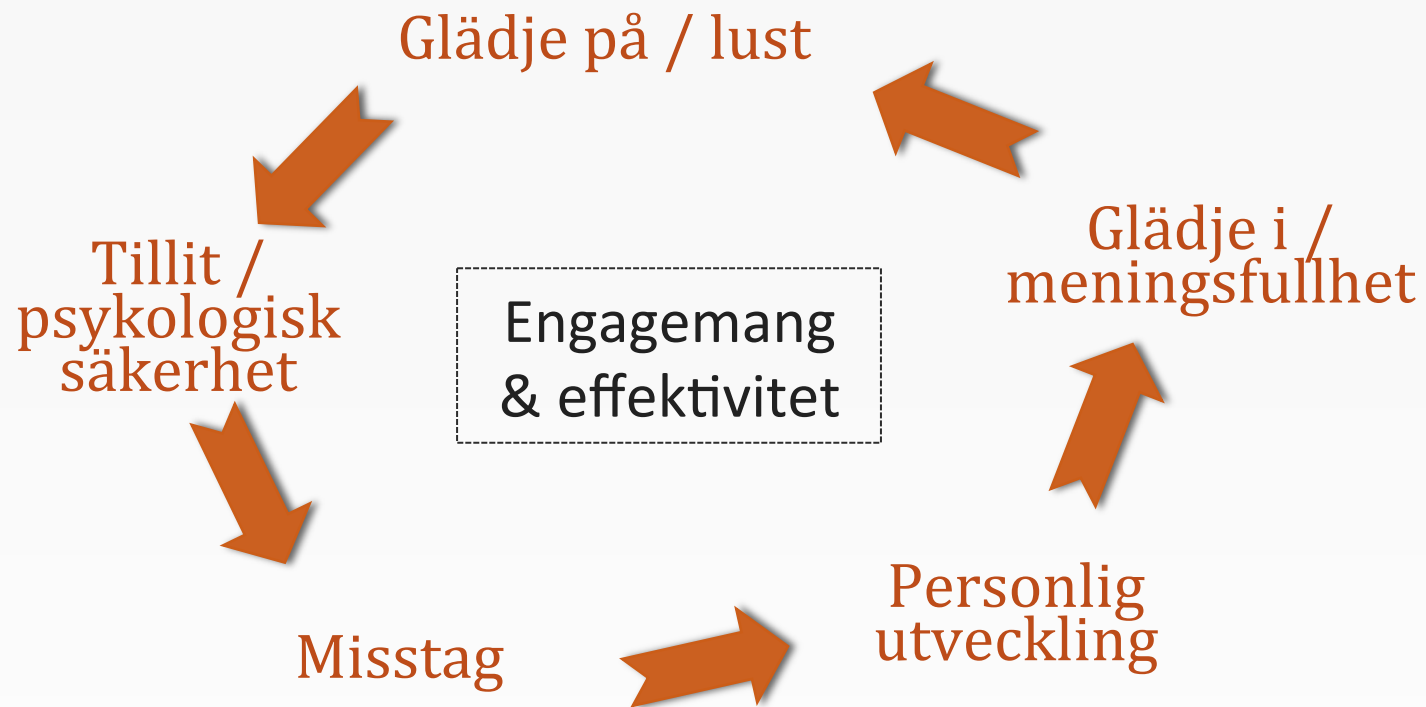 Glädje på / lust
Tillit /
psykologisk
säkerhet
Engagemang
& effektivitet
Glädje i /
meningsfullhet
Misstag
Personlig
utveckling